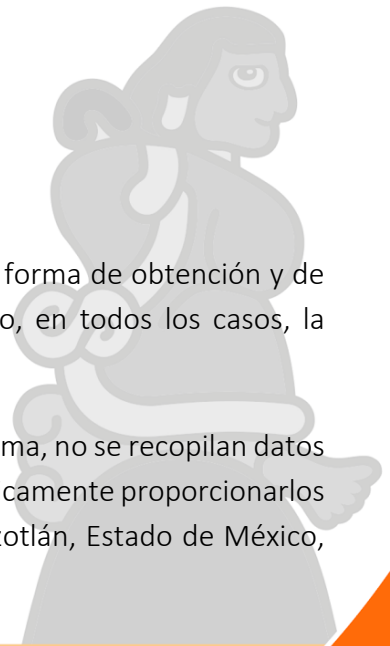 forma de obtención y de
o, en todos los casos, la
ma, no se recopilan datos
camente proporcionarlos
zotlán, Estado de México,